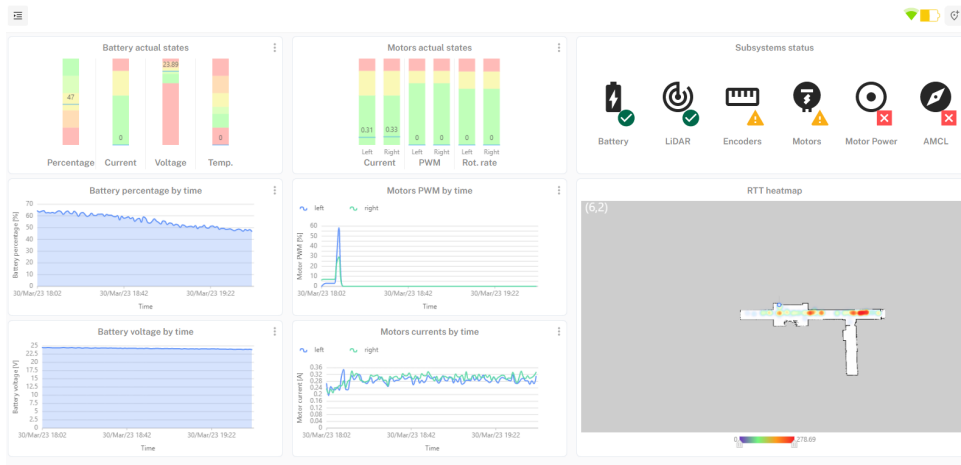 Battery actual states
23.89
47
0
0
Percentage Current Voltage Temp.
Motors actual states
0.31 0.33 0 0 0 0
Left Right Left Right Left Right
Current PWM Rot. rate
Subsystems status
Battery LiDAR Encoders Motors Motor Power AMCL
Battery percentage by time
Battery percentage [%]
70
60
50
40
30
20
10
0
30/Mar/23 18:02 30/Mar/23 18:42 30/Mar/23 19:22
Time
Motors PWM by time
left right
Motor PWM [%]
60
50
40
30
20
10
0
30/Mar/23 18:02 30/Mar/23 18:42 30/Mar/23 19:22
Time
RTT heatmap
(6,2)
278.69
Battery voltage by time
Battery voltage [V]
25
22.5
20
17.5
15
12.5
10
7.5
5
2.5
0
30/Mar/23 18:02 30/Mar/23 18:42 30/Mar/23 19:22
Time
Motors currents by time
left right
Motor current [A]
0.36
0.32
0.28
0.24
0.2
0.16
0.12
0.08
0.04
0
30/Mar/23 18:02 30/Mar/23 18:42 30/Mar/23 19:22
Time